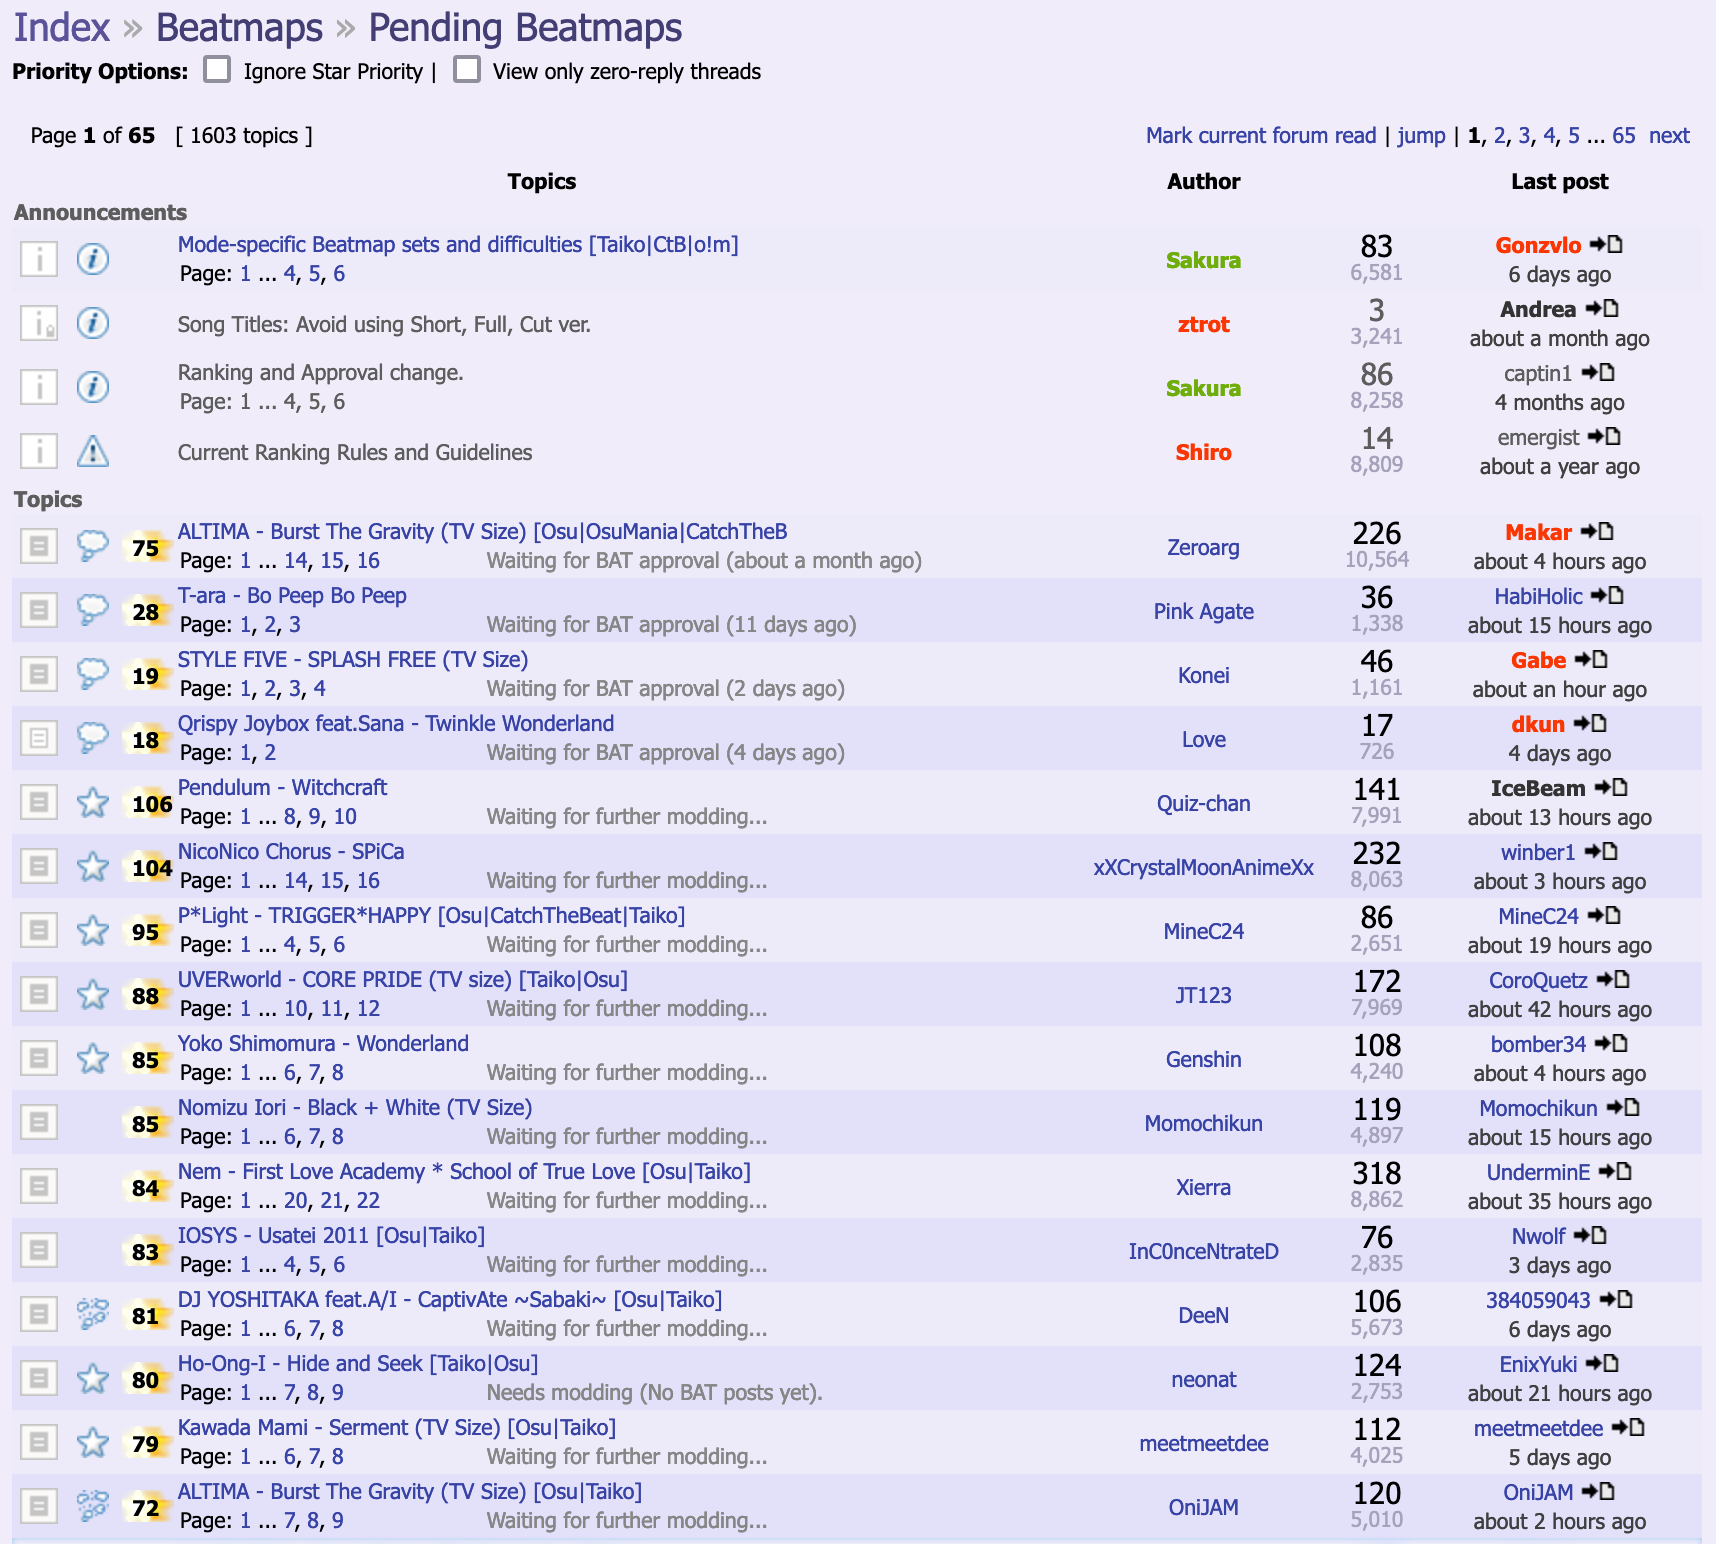 Index » Beatmaps » Pending Beatmaps
Priority Options: Ignore Star Priority | View only zero-reply threads
Page 1 of 65 [ 1603 topics ] Mark current forum read | jump | 1, 2, 3, 4, 5 ... 65 next
Topics Author Last post
Announcements
Mode-specific Beatmap sets and difficulties [Taiko|CtB|o!m]
Page: 1 ... 4, 5, 6
Sakura
83
6,581
Gonzvlo
6 days ago
Song Titles: Avoid using Short, Full, Cut ver.
ztrot
3
3,241
Andrea
about a month ago
Ranking and Approval change.
Page: 1 ... 4, 5, 6
Sakura
86
8,258
captin1
4 months ago
Current Ranking Rules and Guidelines
Shiro
14
8,809
emergist
about a year ago
Topics
75
ALTIMA - Burst The Gravity (TV Size) [Osu|OsuMania|CatchTheB
Page: 1 ... 14, 15, 16 Waiting for BAT approval (about a month ago)
Zeroarg
226
10,564
Makar
about 4 hours ago
28
T-ara - Bo Peep Bo Peep
Page: 1, 2, 3 Waiting for BAT approval (11 days ago)
Pink Agate
36
1,338
HabiHolic
about 15 hours ago
19
STYLE FIVE - SPLASH FREE (TV Size)
Page: 1, 2, 3, 4 Waiting for BAT approval (2 days ago)
Konei
46
1,161
Gabe
about an hour ago
18
Qrispy Joybox feat.Sana - Twinkle Wonderland
Page: 1, 2 Waiting for BAT approval (4 days ago)
Love
17
726
dkun
4 days ago
106
Pendulum - Witchcraft
Page: 1 ... 8, 9, 10 Waiting for further modding...
Quiz-chan
141
7,991
IceBeam
about 13 hours ago
104
NicoNico Chorus - SPiCa
Page: 1 ... 14, 15, 16 Waiting for further modding...
xXCrystalMoonAnimeXx
232
8,063
winber1
about 3 hours ago
95
P*Light - TRIGGER*HAPPY [Osu|CatchTheBeat|Taiko]
Page: 1 ... 4, 5, 6 Waiting for further modding...
MineC24
86
2,651
MineC24
about 19 hours ago
88
UVERworld - CORE PRIDE (TV size) [Taiko|Osu]
Page: 1 ... 10, 11, 12 Waiting for further modding...
JT123
172
7,969
CoroQuetz
about 42 hours ago
85
Yoko Shimomura - Wonderland
Page: 1 ... 6, 7, 8 Waiting for further modding...
Genshin
108
4,240
bomber34
about 4 hours ago
85
Nomizu Iori - Black + White (TV Size)
Page: 1 ... 6, 7, 8 Waiting for further modding...
Momochikun
119
4,897
Momochikun
about 15 hours ago
84
Nem - First Love Academy * School of True Love [Osu|Taiko]
Page: 1 ... 20, 21, 22 Waiting for further modding...
Xierra
318
8,862
UnderminE
about 35 hours ago
83
IOSYS - Usatei 2011 [Osu|Taiko]
Page: 1 ... 4, 5, 6 Waiting for further modding...
InC0nceNtrateD
76
2,835
Nwolf
3 days ago
81
DJ YOSHITAKA feat.A/I - CaptivAte ~Sabaki~ [Osu|Taiko]
Page: 1 ... 6, 7, 8 Waiting for further modding...
DeeN
106
5,673
384059043
6 days ago
80
Ho-Ong-I - Hide and Seek [Taiko|Osu]
Page: 1 ... 7, 8, 9 Needs modding (No BAT posts yet).
neonat
124
2,753
EnixYuki
about 21 hours ago
79
Kawada Mami - Serment (TV Size) [Osu|Taiko]
Page: 1 ... 6, 7, 8 Waiting for further modding...
meetmeetdee
112
4,025
meetmeetdee
5 days ago
72
ALTIMA - Burst The Gravity (TV Size) [Osu|Taiko]
Page: 1 ... 7, 8, 9 Waiting for further modding...
OniJAM
120
5,010
OniJAM
about 2 hours ago